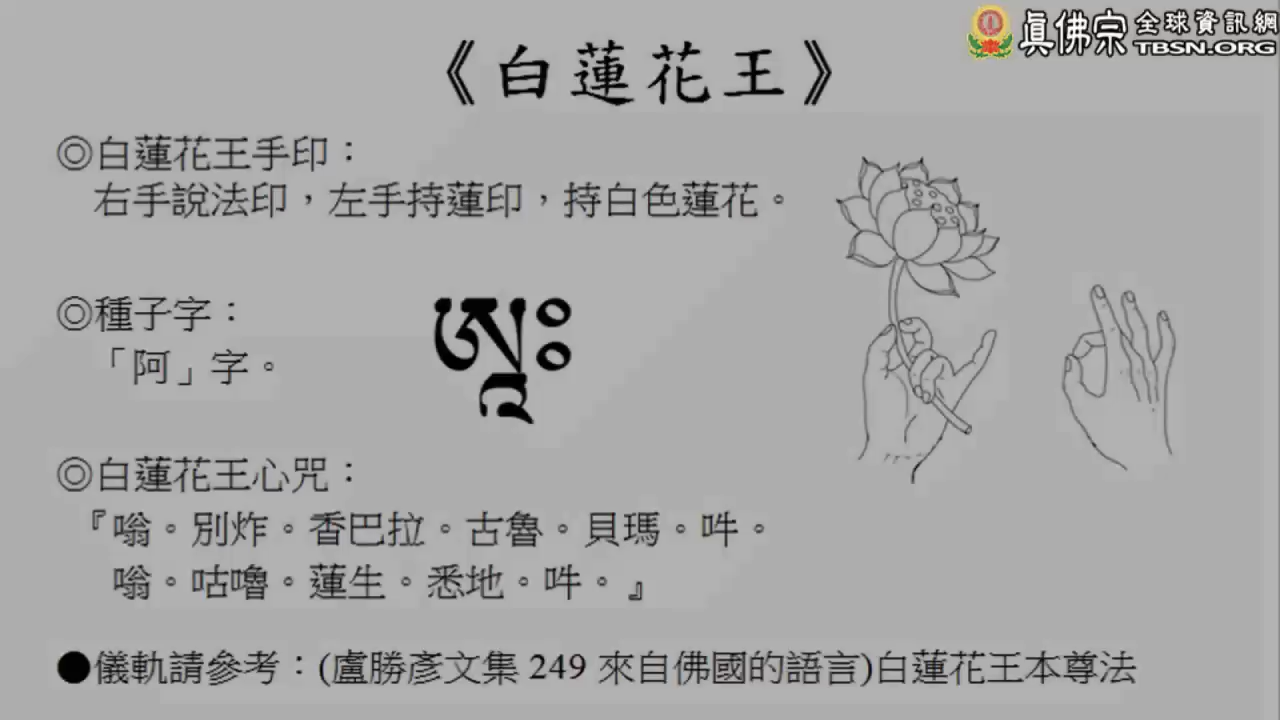 真佛宗全球資訊網
TBSN.ORG
《白蓮花王》
◎白蓮花王手印：
右手說法印，左手持蓮印，持白色蓮花。
◎種子字：
「阿」字。
ཨཱཿ
◎白蓮花王心咒：
『嗡。別炸。香巴拉。古魯。貝瑪。吽。
嗡。咕嚕。蓮生。悉地。吽。』
●儀軌請參考：(盧勝彥文集 249 來自佛國的語言)白蓮花王本尊法